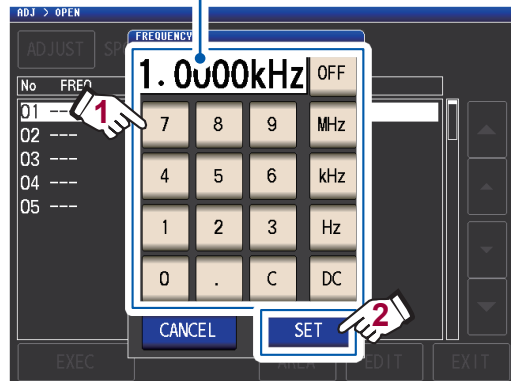 ADJ > OPEN
ADJUST SP
FREQUENCY
1.0000kHz OFF
No FREQ
01 ---
02 ---
03 ---
04 ---
05 ---
1
7 8 9 MHz
4 5 6 kHz
1 2 3 Hz
0 . C DC
2
CANCEL SET
EXEC AREA EDIT EXIT